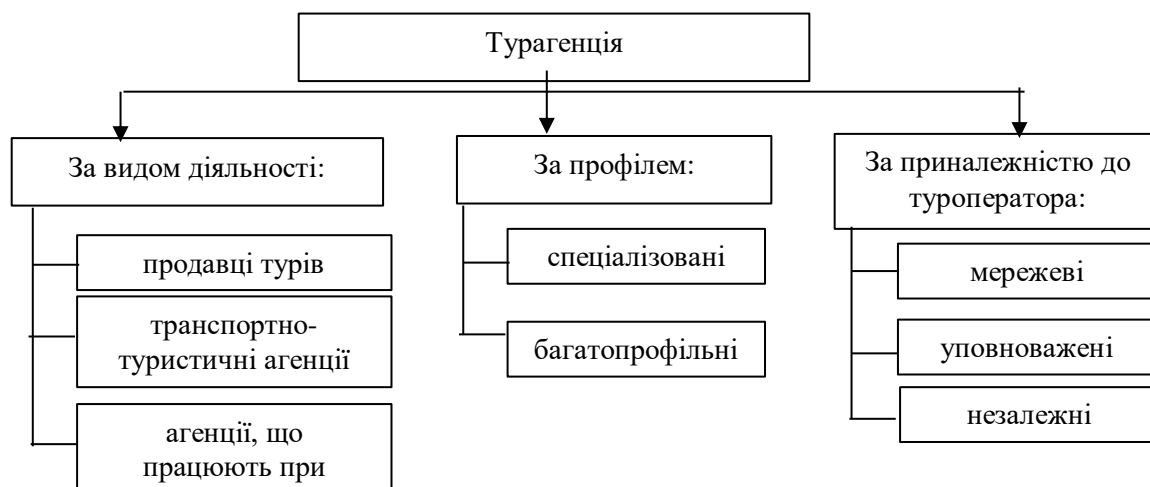 Турагенція
За видом діяльності:
продавці турів
транспортно-
туристичні агенції
агенції, що
працюють при
За профілем:
спеціалізовані
багатопрофільні
За приналежністю до
туроператора:
мережеві
уповноважені
незалежні